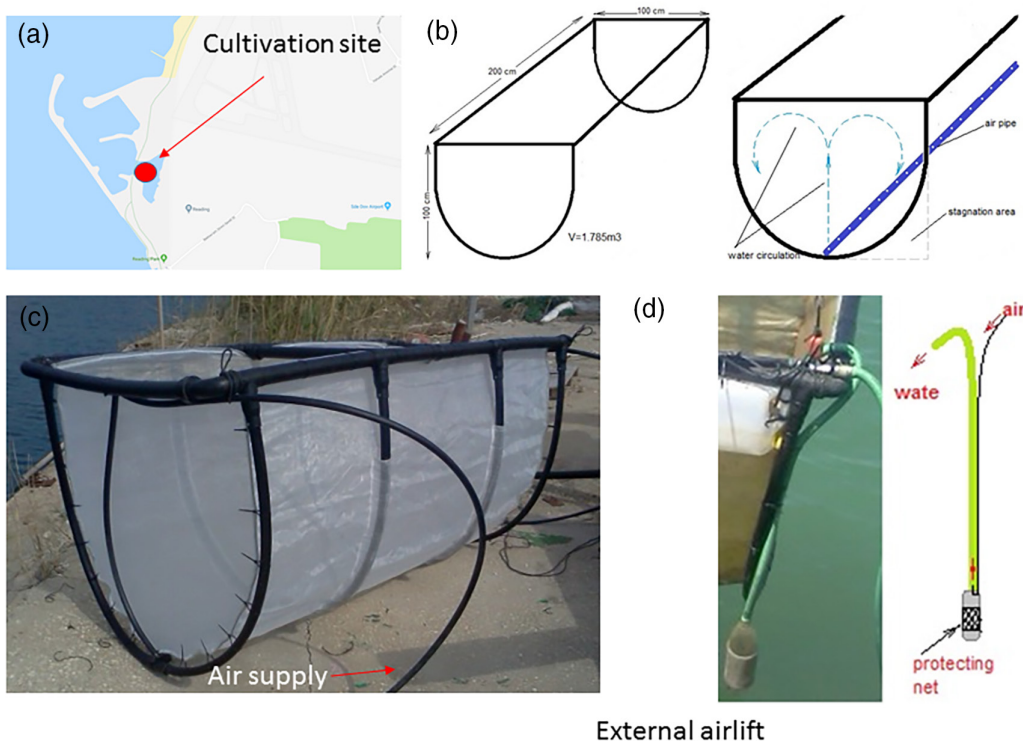 (a)
Cultivation site
Reading
Sde Dov Airport
Reading Park
(b)
100 cm
200 cm
100 cm
V=1.785m3
air pipe
stagnation area
water circulation
(c)
Air supply
(d)
air
wate
protecting
net
External airlift